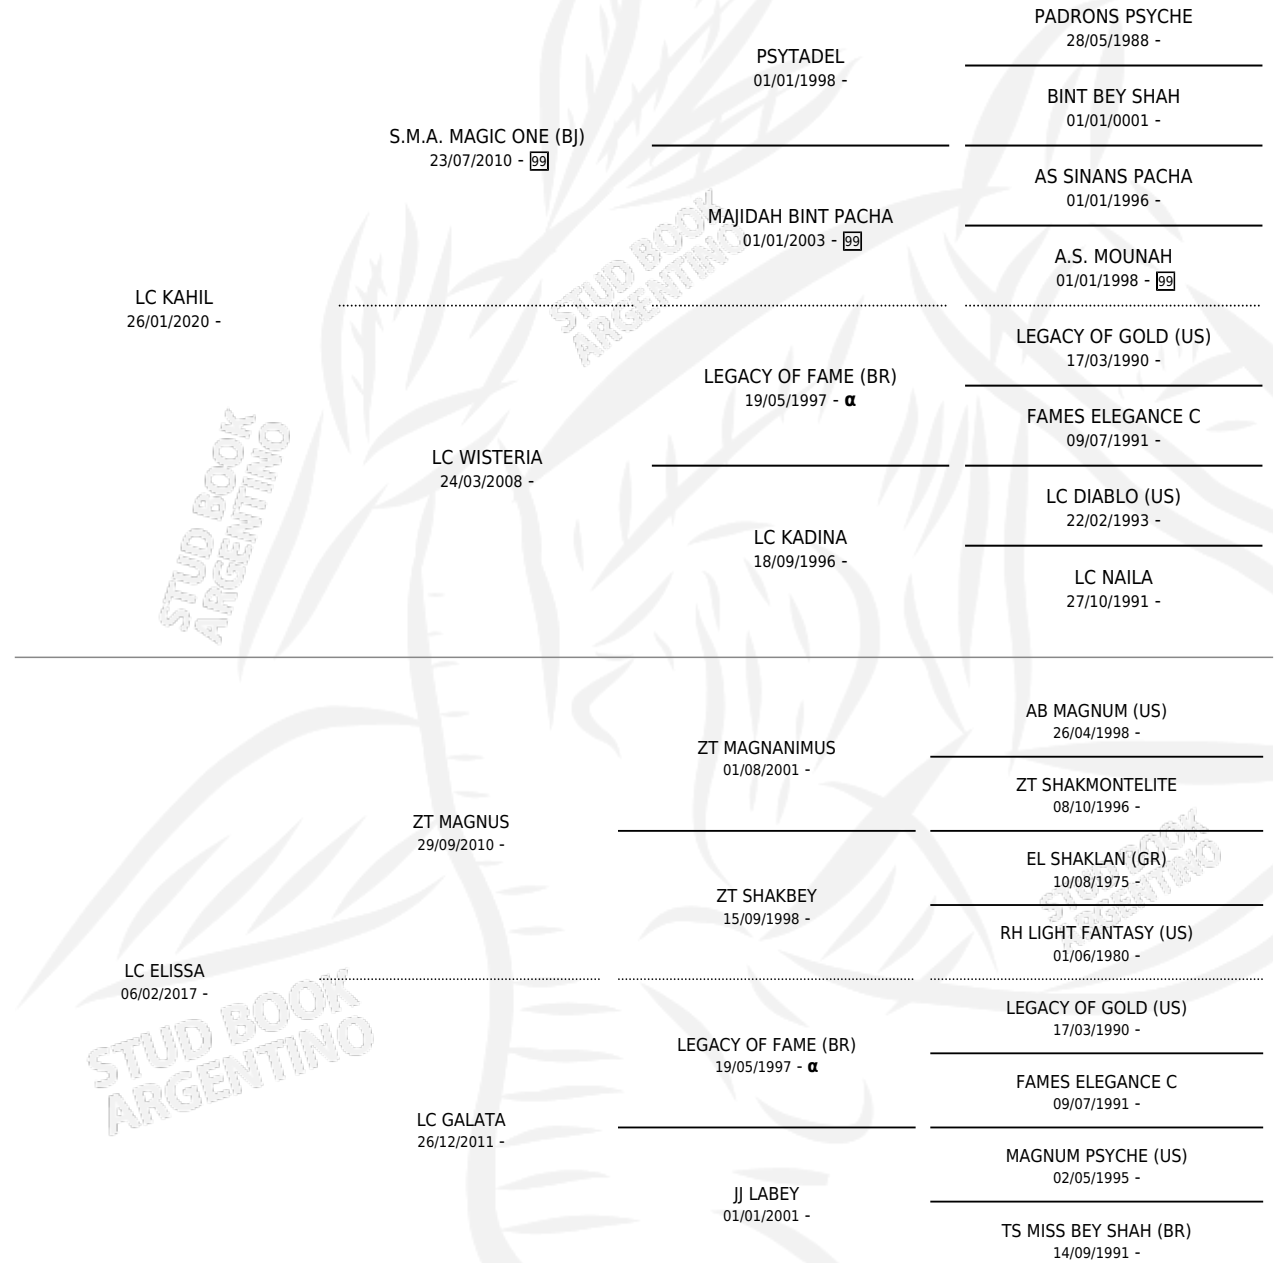 PADRONS PSYCHE
28/05/1988 -
PSYTADEL
01/01/1998 -
BINT BEY SHAH
01/01/0001 -
S.M.A. MAGIC ONE (BJ)
23/07/2010 - 99
AS SINANS PACHA
01/01/1996 -
MAJIDAH BINT PACHA
01/01/2003 - 99
A.S. MOUNAH
01/01/1998 - 99
LC KAHIL
26/01/2020 -
LEGACY OF GOLD (US)
17/03/1990 -
LEGACY OF FAME (BR)
19/05/1997 - α
FAMES ELEGANCE C
09/07/1991 -
LC WISTERIA
24/03/2008 -
LC DIABLO (US)
22/02/1993 -
LC KADINA
18/09/1996 -
LC NAILA
27/10/1991 -
STUD BOOK
ARGENTINO
STUD BOOK
ARGENTINO
AB MAGNUM (US)
26/04/1998 -
ZT MAGNANIMUS
01/08/2001 -
ZT SHAKMONTELITE
08/10/1996 -
ZT MAGNUS
29/09/2010 -
EL SHAKLAN (GR)
10/08/1975 -
ZT SHAKBEY
15/09/1998 -
RH LIGHT FANTASY (US)
01/06/1980 -
LC ELISSA
06/02/2017 -
LEGACY OF GOLD (US)
17/03/1990 -
LEGACY OF FAME (BR)
19/05/1997 - α
FAMES ELEGANCE C
09/07/1991 -
LC GALATA
26/12/2011 -
MAGNUM PSYCHE (US)
02/05/1995 -
JJ LABEY
01/01/2001 -
TS MISS BEY SHAH (BR)
14/09/1991 -
STUD BOOK
ARGENTINO
STUD BOOK
ARGENTINO